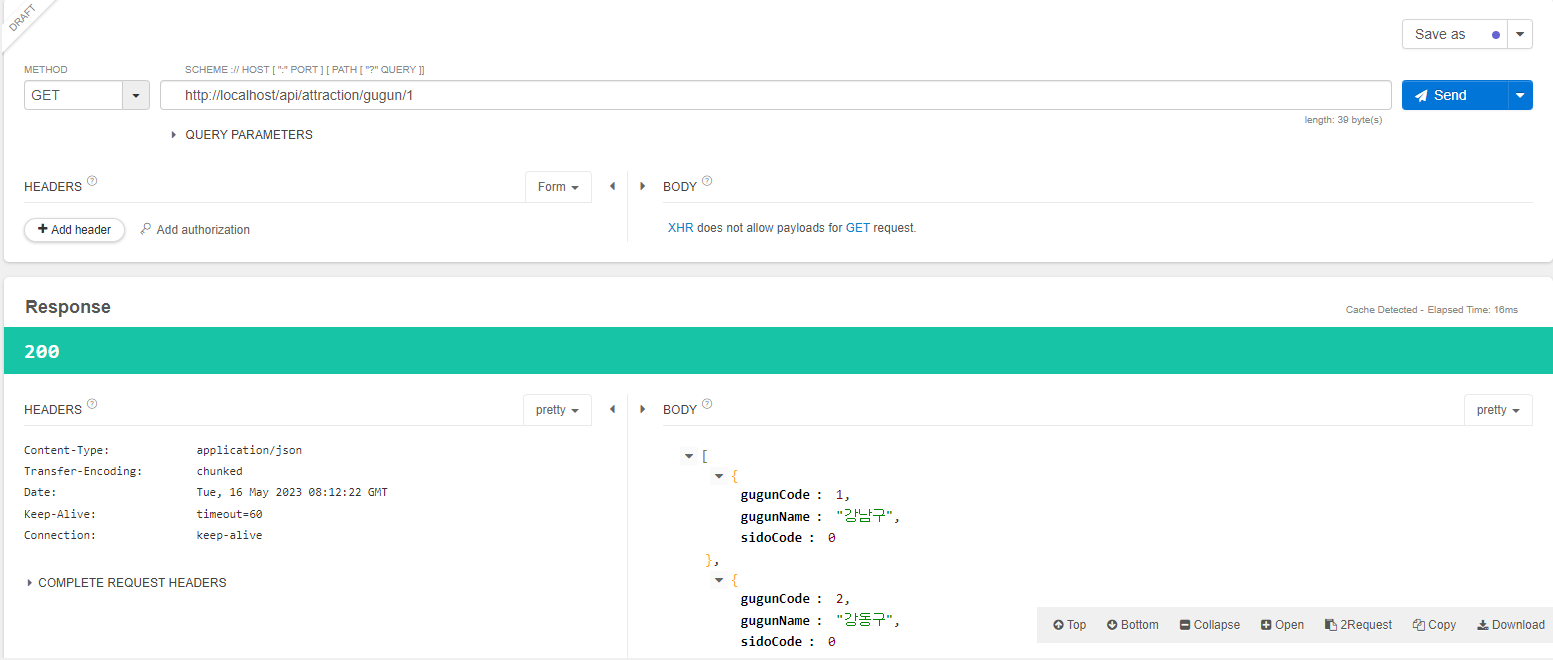 DRAFT
Save as
METHOD SCHEME :// HOST [ ":" PORT ] [ PATH [ "?" QUERY ]]
GET http://localhost/api/attraction/gugun/1 Send
length: 39 byte(s)
QUERY PARAMETERS
HEADERS ? Form BODY ?
+ Add header Add authorization XHR does not allow payloads for GET request.
Response
Cache Detected - Elapsed Time: 16ms
200
HEADERS ? pretty BODY ? pretty
Content-Type: application/json [
Transfer-Encoding: chunked {
Date: Tue, 16 May 2023 08:12:22 GMT gugunCode : 1,
Keep-Alive: timeout=60 gugunName : "강남구",
Connection: keep-alive sidoCode : 0
},
COMPLETE REQUEST HEADERS {
gugunCode : 2,
gugunName : "강동구",
sidoCode : 0
Top Bottom Collapse Open 2Request Copy Download